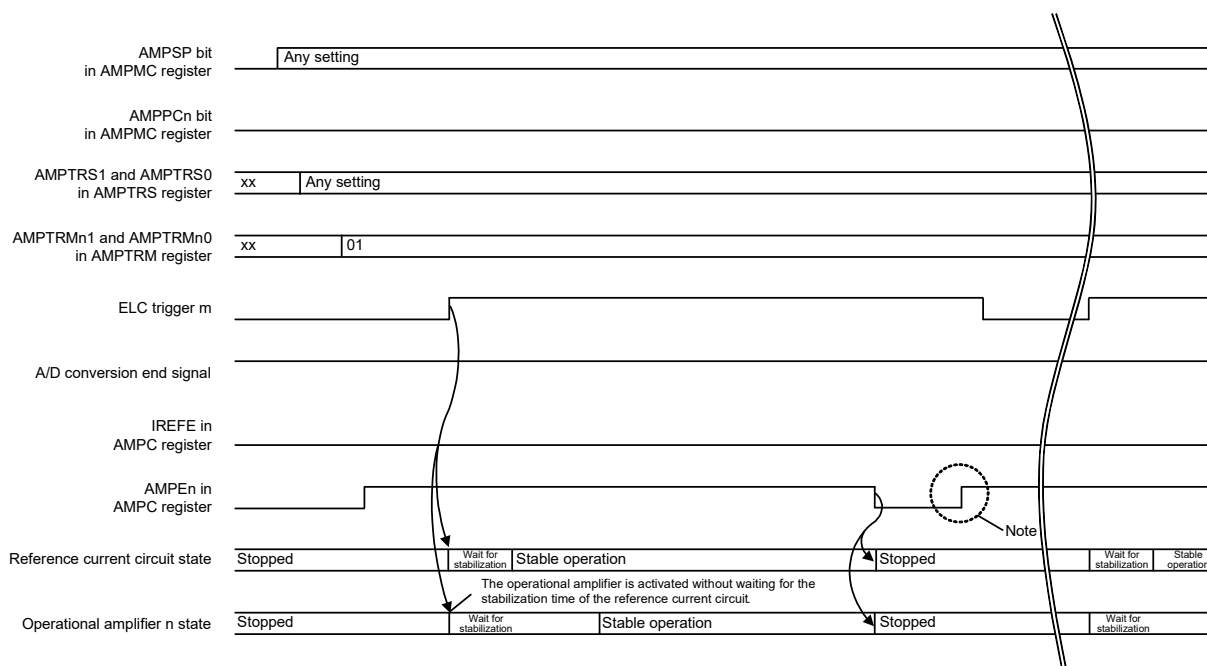 AMPSP bit
in AMPMC register
Any setting
AMPPCn bit
in AMPMC register
AMPTRS1 and AMPTRS0
in AMPTRS register
xx
Any setting
AMPTRMn1 and AMPTRMn0
in AMPTRM register
xx
01
ELC trigger m
A/D conversion end signal
IREFE in
AMPC register
AMPEn in
AMPC register
Note
Reference current circuit state
Stopped
Wait for
stabilization
Stable operation
Stopped
Wait for
stabilization
Stable
operation
The operational amplifier is activated without waiting for the
stabilization time of the reference current circuit.
Operational amplifier n state
Stopped
Wait for
stabilization
Stable operation
Stopped
Wait for
stabilization